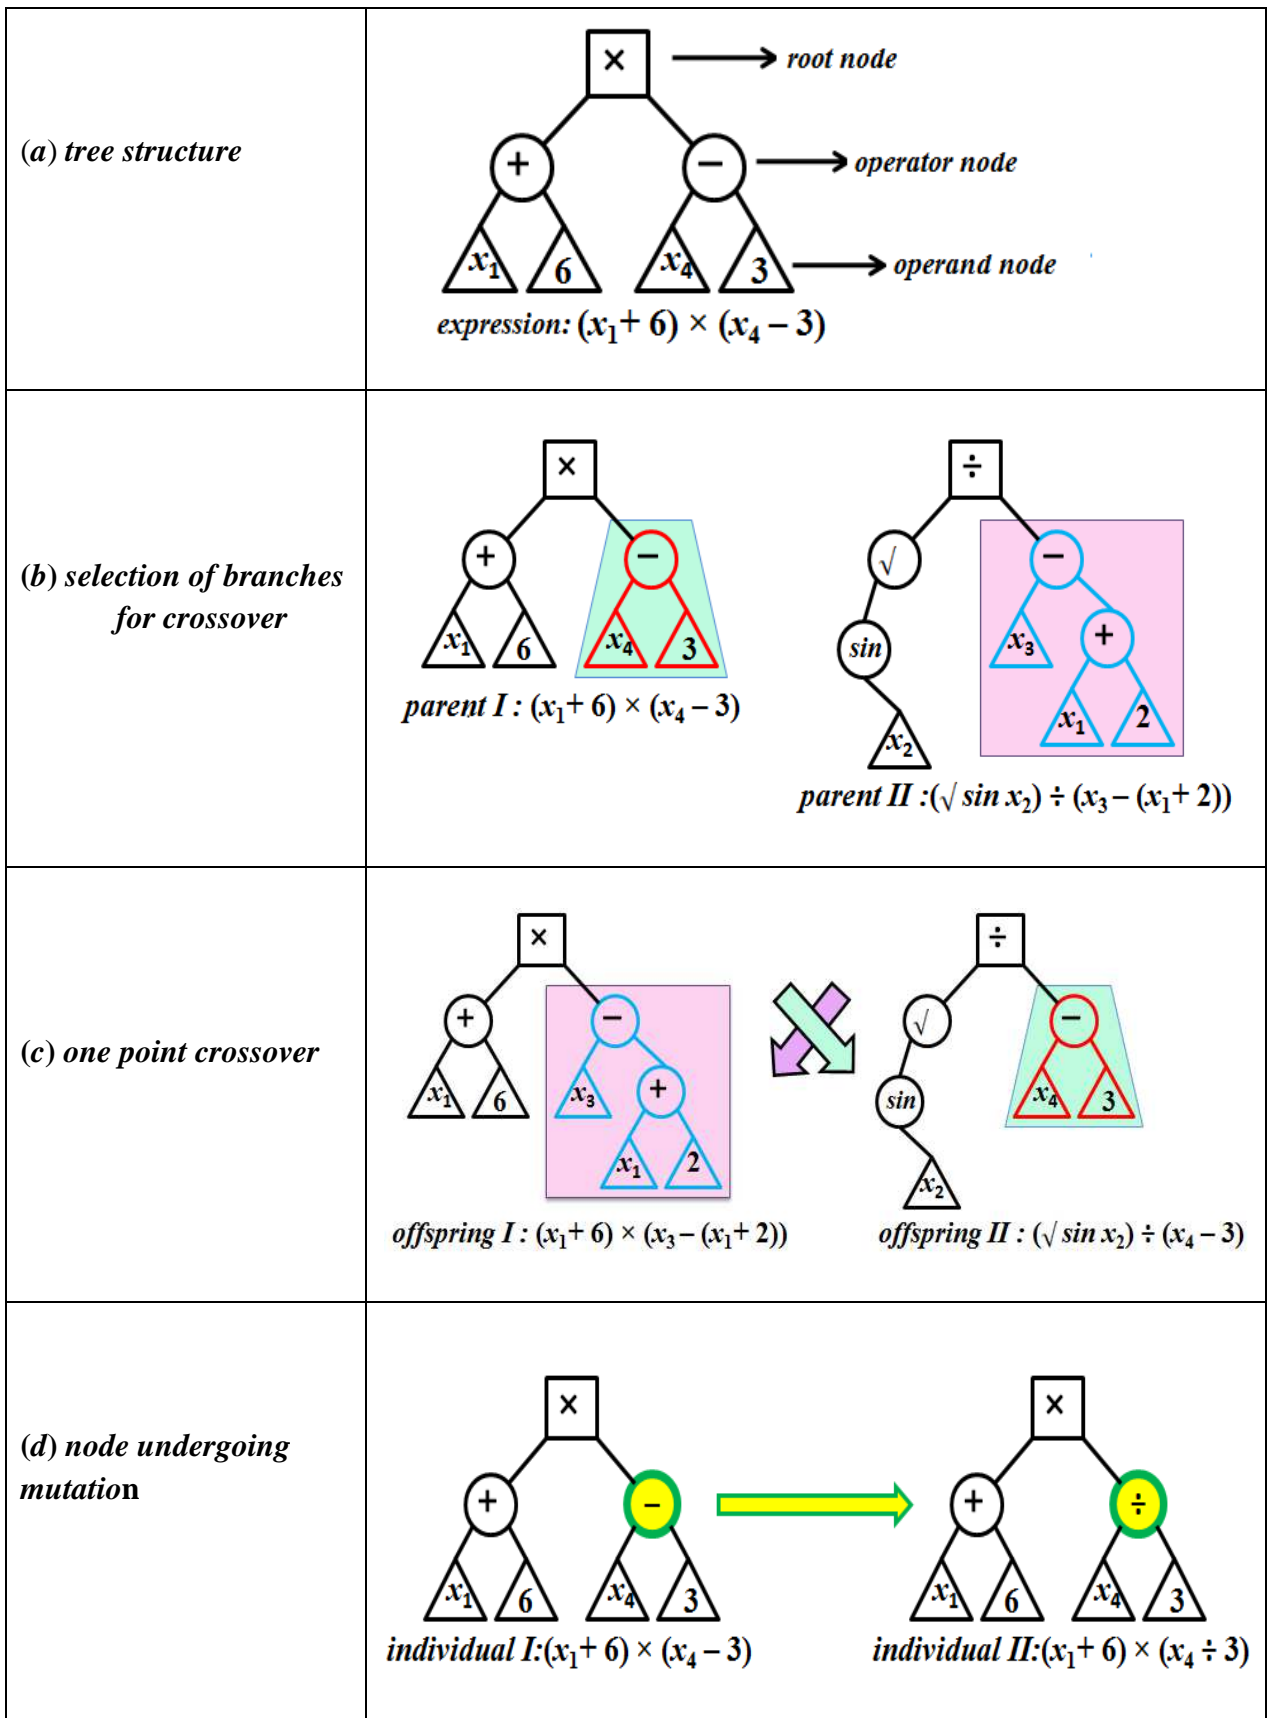 (a) tree structure
×
root node
+
−
operator node
x₁
6
x₄
3
operand node
expression: (x₁+ 6) × (x₄ – 3)
(b) selection of branches
for crossover
×
+
−
x₁
6
x₄
3
parent I : (x₁+ 6) × (x₄ – 3)
÷
√
−
sin
x₃
+
x₂
x₁
2
parent II :(√ sin x₂) ÷ (x₃ – (x₁+ 2))
(c) one point crossover
×
+
−
x₁
6
x₃
+
x₁
2
offspring I : (x₁+ 6) × (x₃ – (x₁+ 2))
÷
√
−
sin
x₄
3
x₂
offspring II : (√ sin x₂) ÷ (x₄ – 3)
(d) node undergoing
mutation
×
+
−
x₁
6
x₄
3
individual I:(x₁+ 6) × (x₄ – 3)
×
+
÷
x₁
6
x₄
3
individual II:(x₁+ 6) × (x₄ ÷ 3)